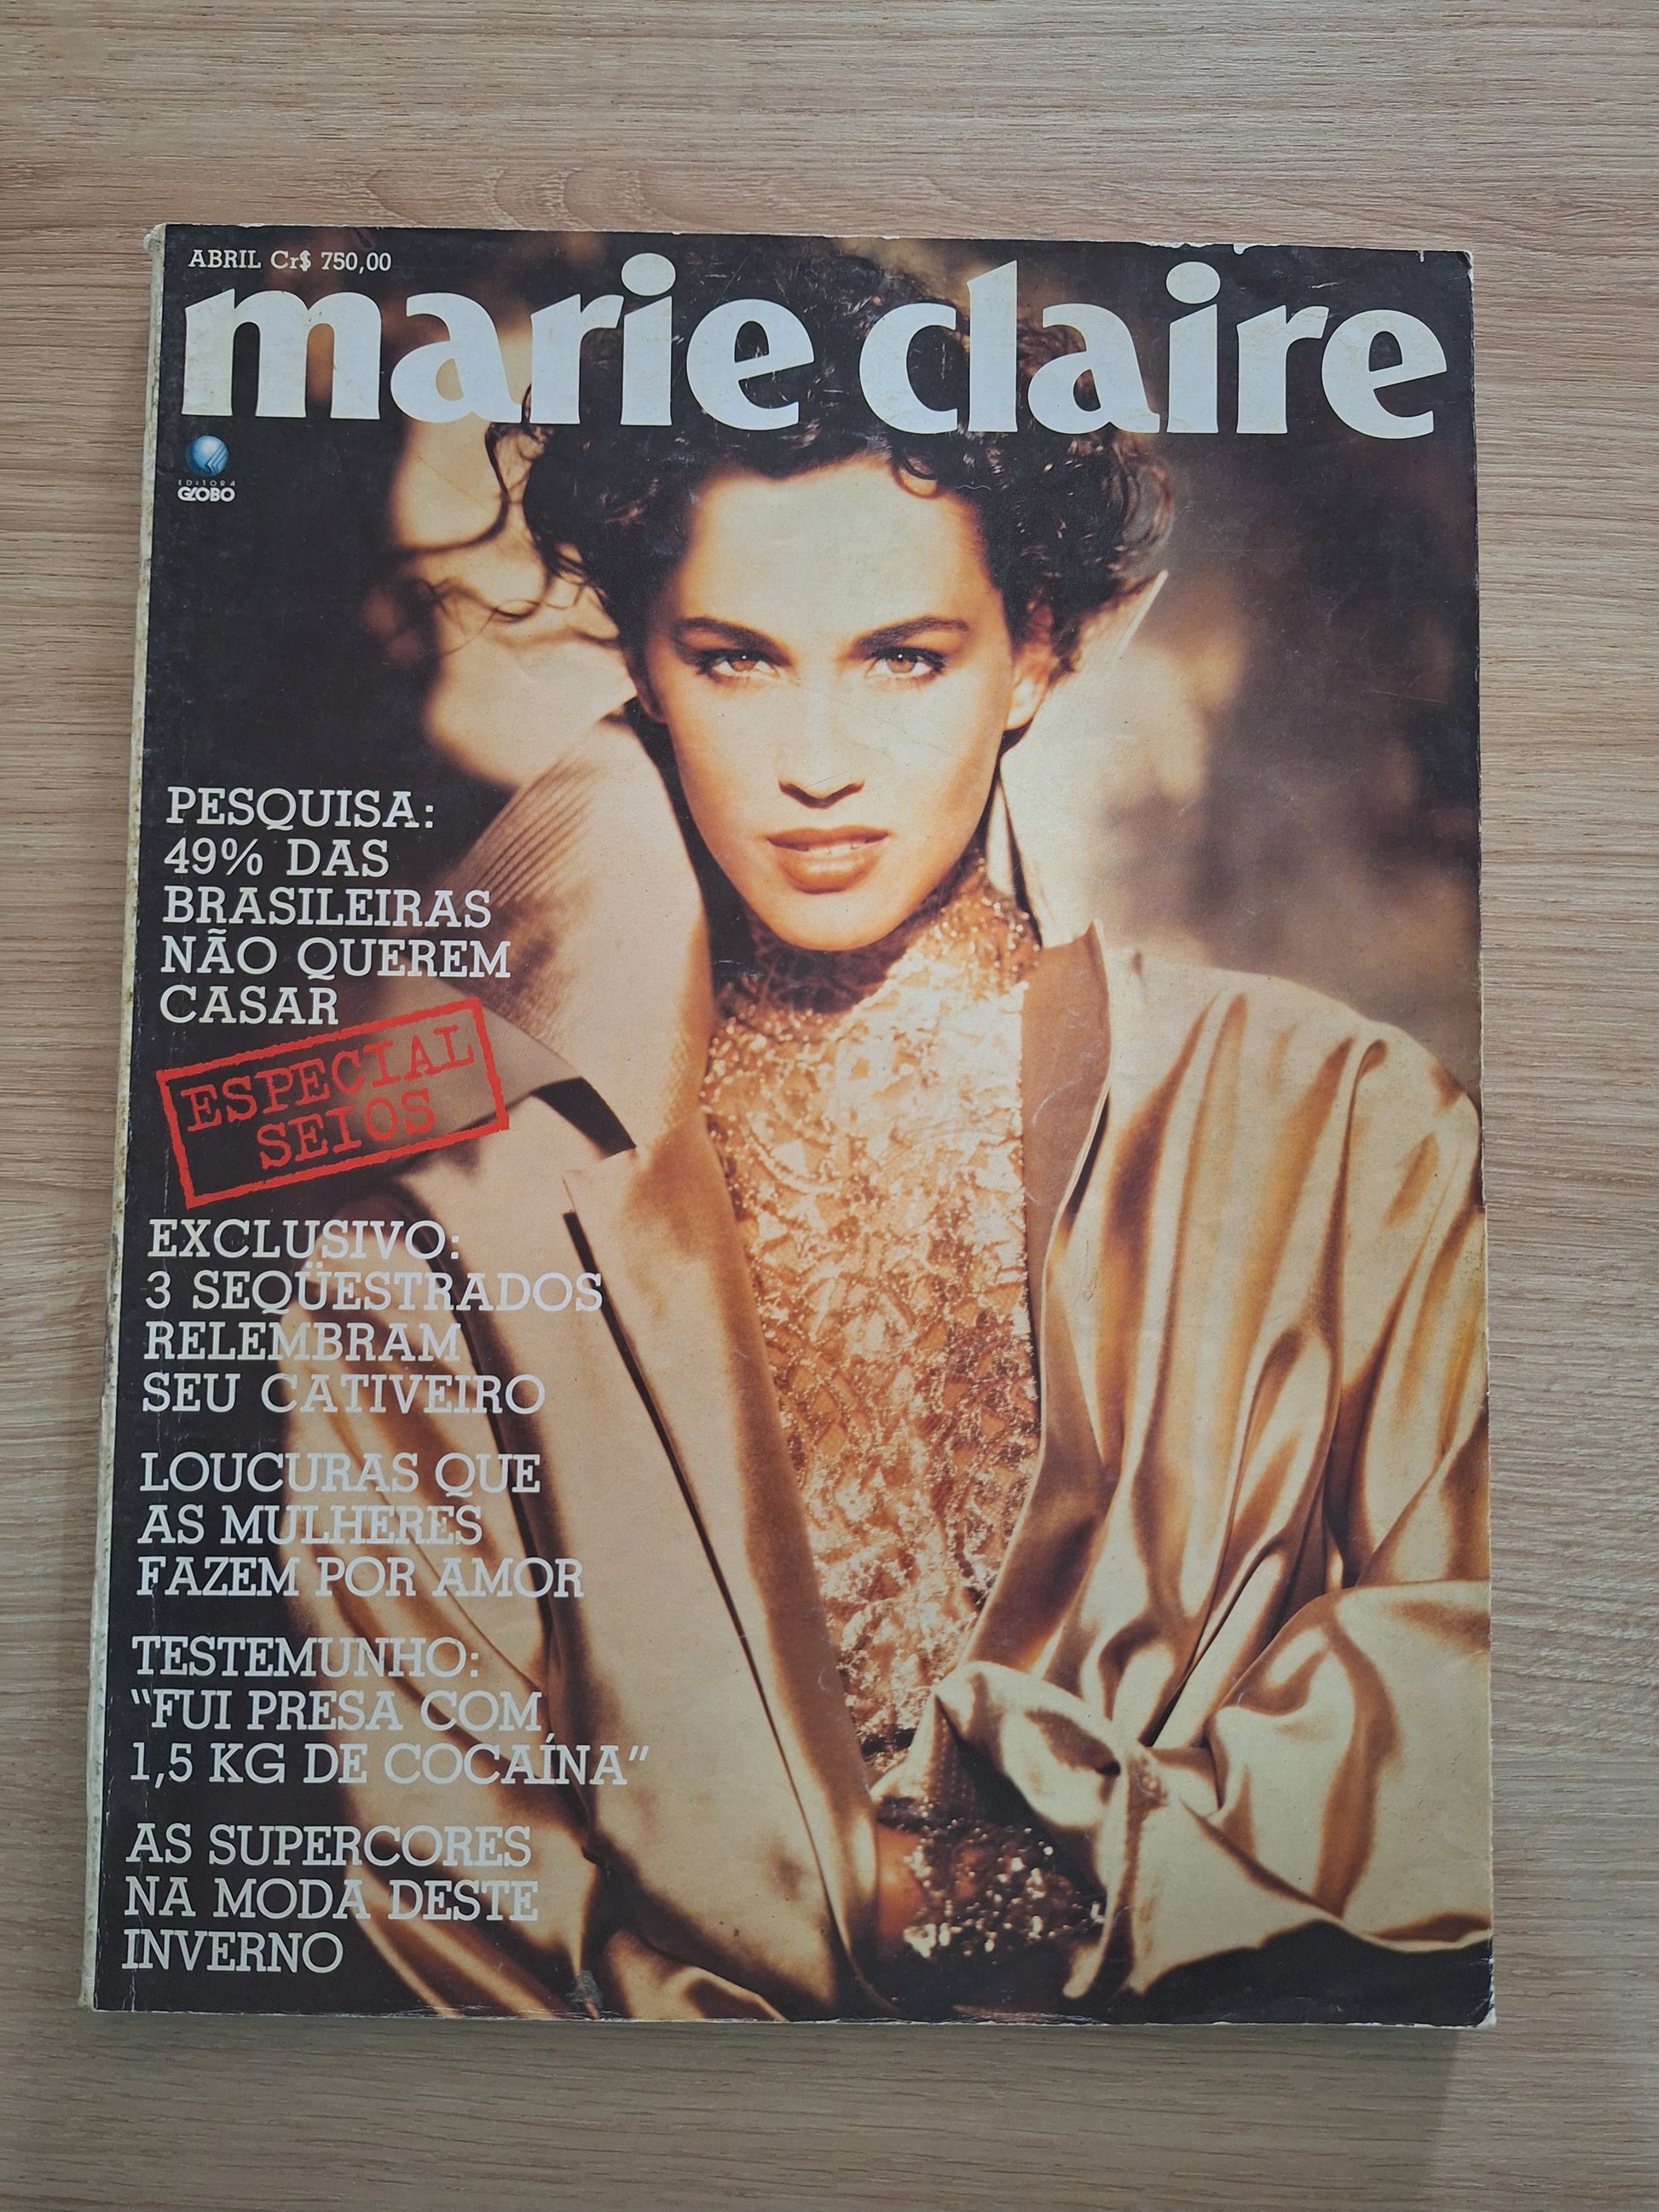 ABRIL Cr$ 750,00
marie claire
EDITORA
GLOBO
PESQUISA:
49% DAS
BRASILEIRAS
NÃO QUEREM
CASAR
ESPECIAL
SEIOS
EXCLUSIVO:
3 SEQÜESTRADOS
RELEMBRAM
SEU CATIVEIRO
LOUCURAS QUE
AS MULHERES
FAZEM POR AMOR
TESTEMUNHO:
"FUI PRESA COM
1,5 KG DE COCAÍNA"
AS SUPERCORES
NA MODA DESTE
INVERNO